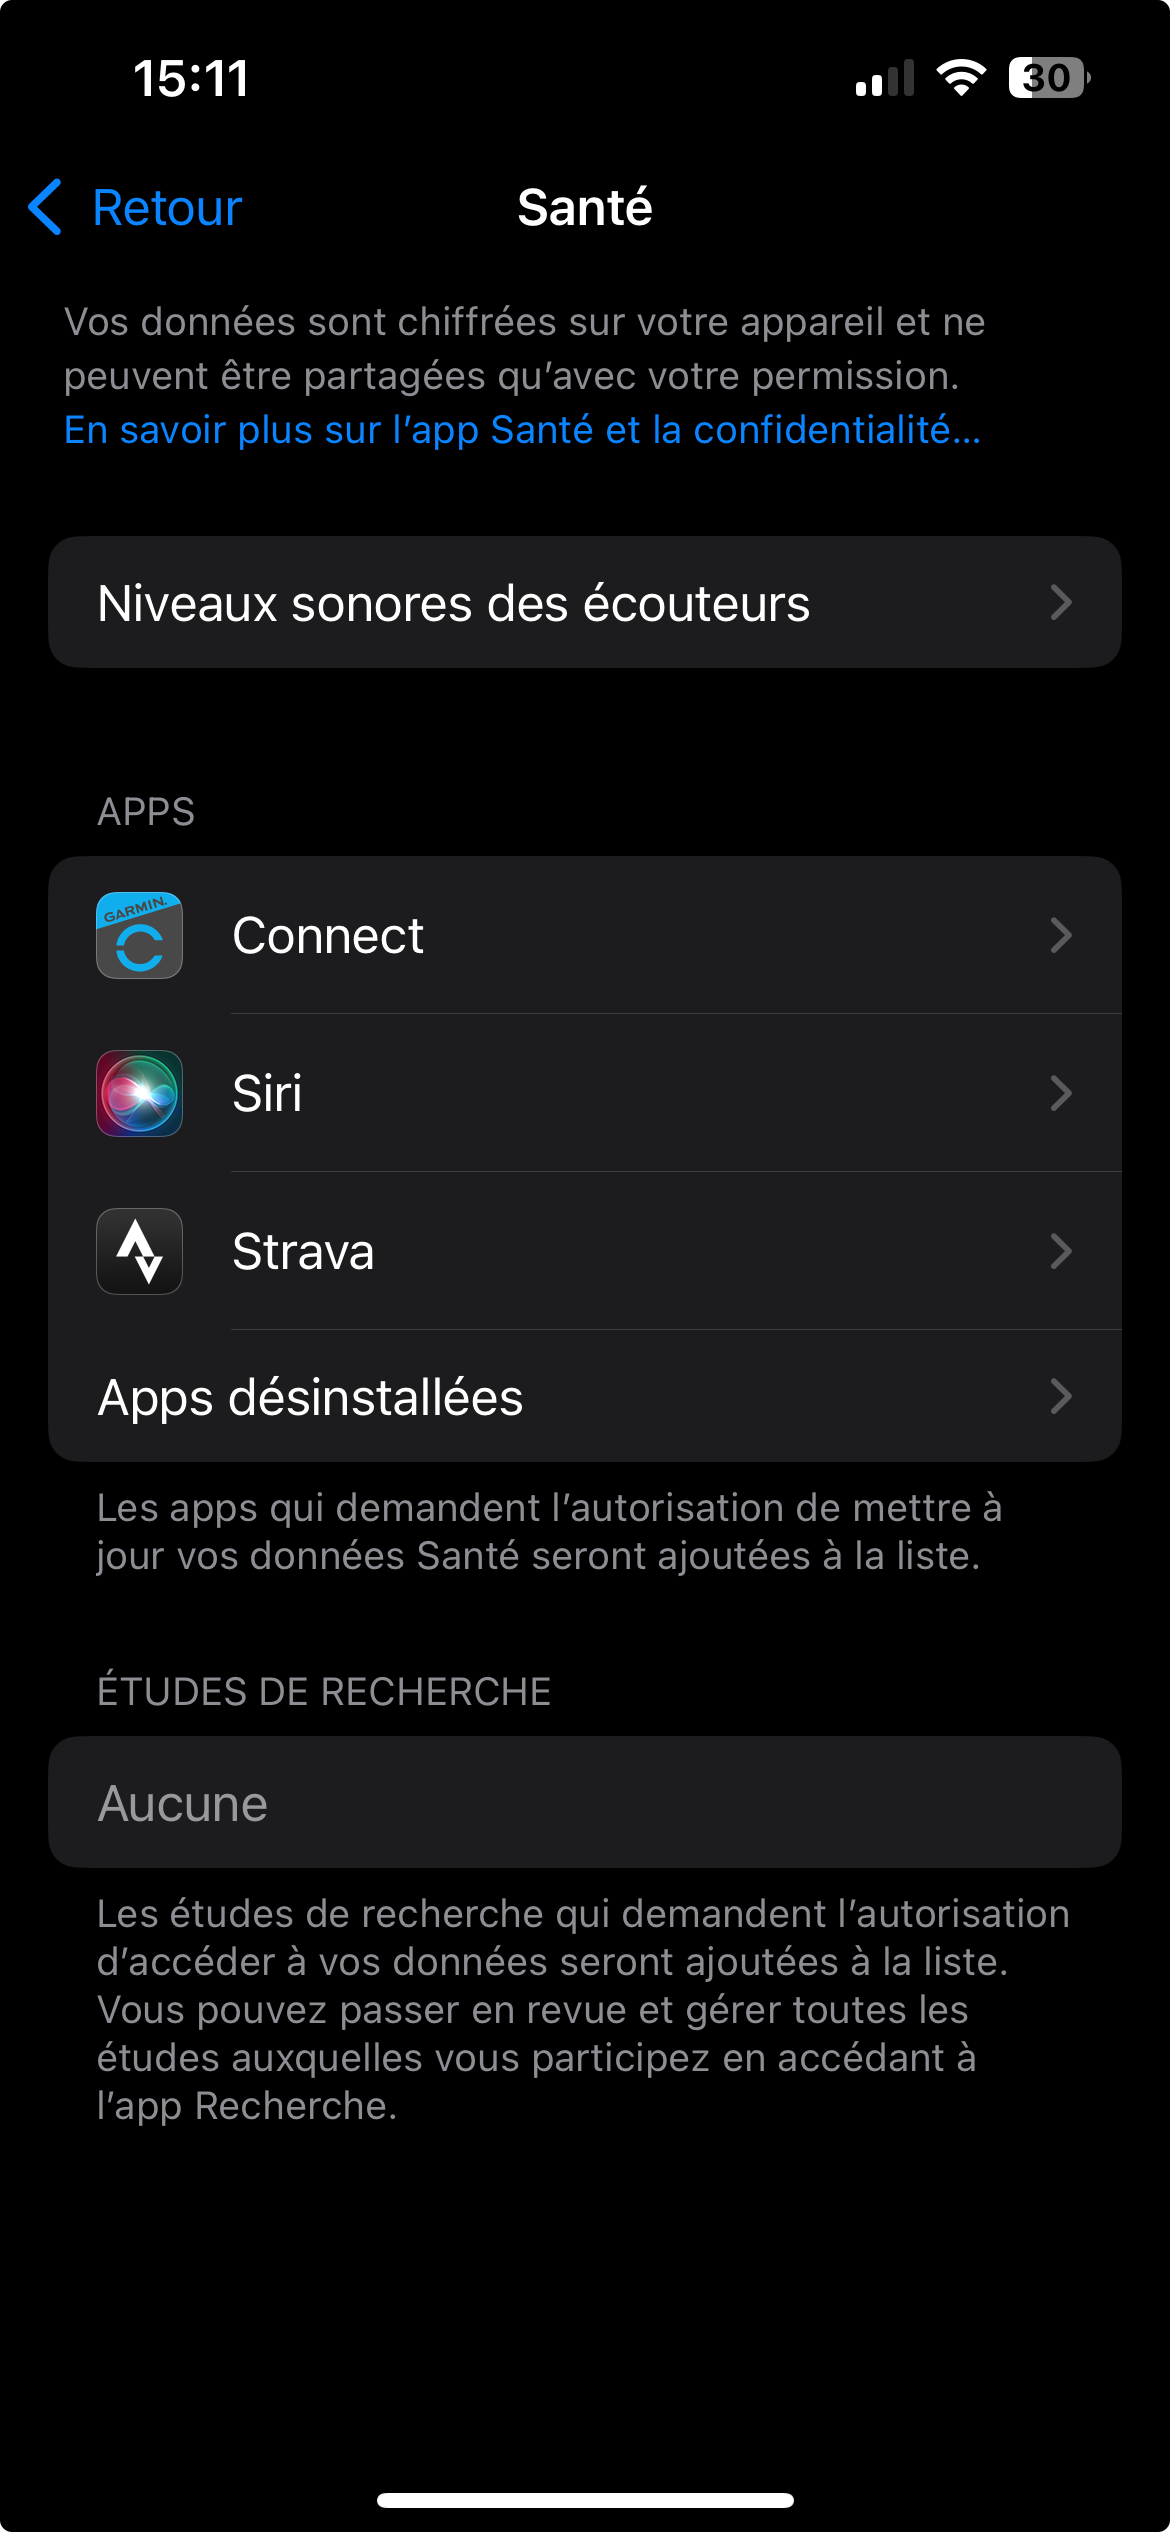 15:11
30
Retour
Santé
Vos données sont chiffrées sur votre appareil et ne
peuvent être partagées qu’avec votre permission.
En savoir plus sur l’app Santé et la confidentialité...
Niveaux sonores des écouteurs
APPS
GARMIN.
Connect
Siri
Strava
Apps désinstallées
Les apps qui demandent l’autorisation de mettre à
jour vos données Santé seront ajoutées à la liste.
ÉTUDES DE RECHERCHE
Aucune
Les études de recherche qui demandent l’autorisation
d’accéder à vos données seront ajoutées à la liste.
Vous pouvez passer en revue et gérer toutes les
études auxquelles vous participez en accédant à
l’app Recherche.